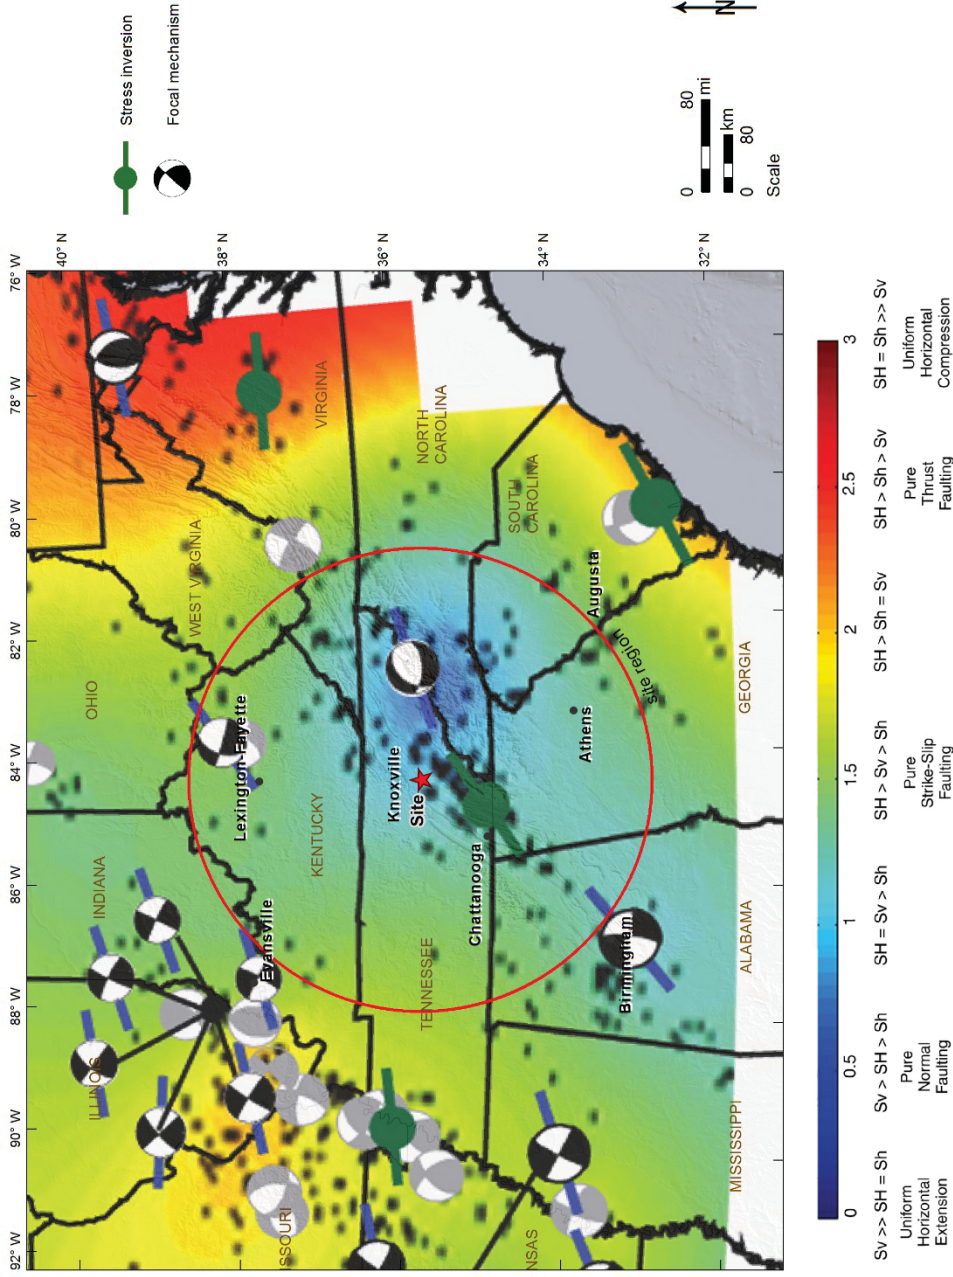 Stress inversion
Focal mechanism
N
0 80
mi
km
0 80
Scale
92° W
90° W
88° W
86° W
84° W
82° W
80° W
78° W
76° W
40° N
38° N
36° N
34° N
32° N
ILLINOIS
INDIANA
OHIO
WEST VIRGINIA
VIRGINIA
SSOURI
Evansville
KENTUCKY
Lexington-Fayette
TENNESSEE
Chattanooga
Knoxville
Site
NORTH
CAROLINA
SOUTH
CAROLINA
NSAS
MISSISSIPPI
ALABAMA
Birmingham
Athens
Augusta
site region
GEORGIA
0
0.5
1
1.5
2
2.5
3
Sv >> SH = Sh
Sv > SH > Sh
SH = Sv > Sh
SH > Sv > Sh
SH > Sh = Sv
SH > Sh > Sv
SH = Sh >> Sv
Uniform
Horizontal
Extension
Pure
Normal
Faulting
Pure
Strike-Slip
Faulting
Pure
Thrust
Faulting
Uniform
Horizontal
Compression